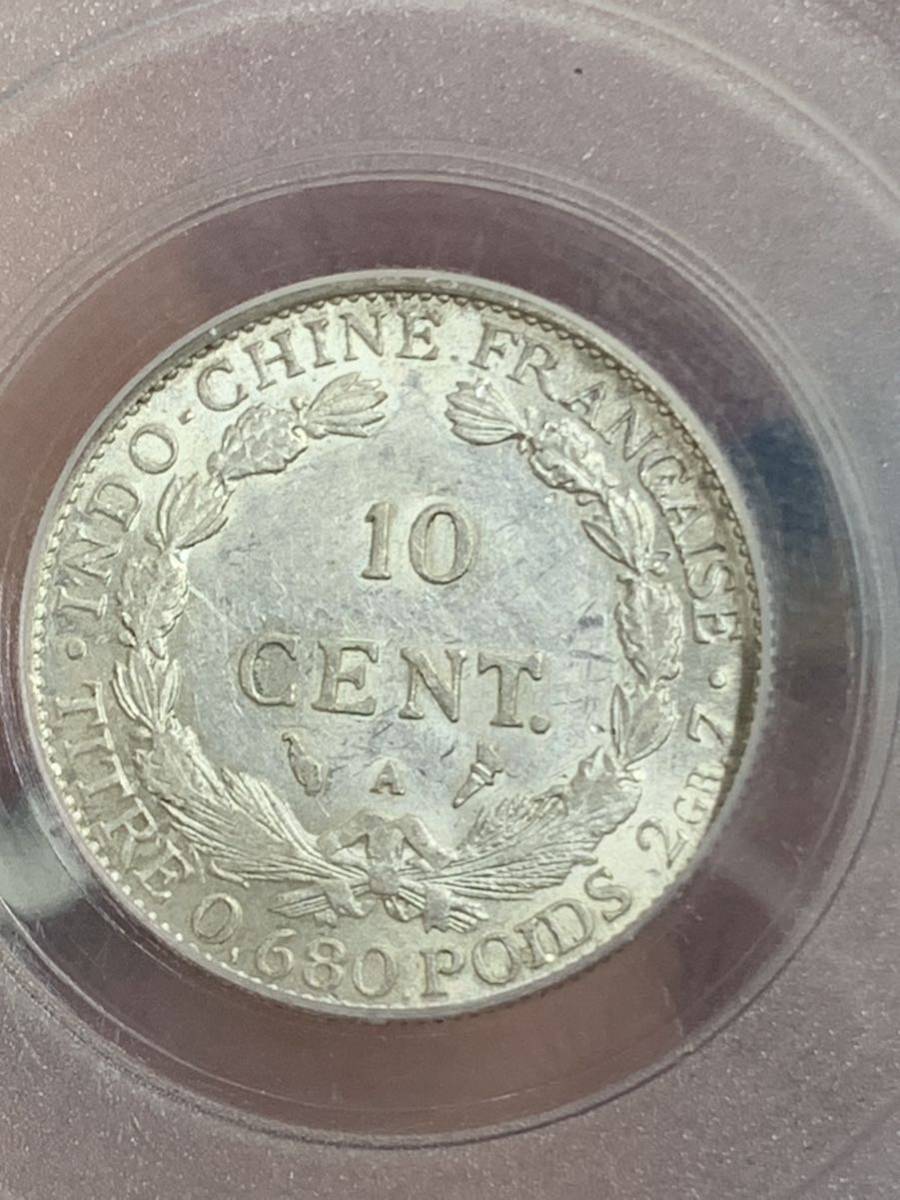 INDO-CHINE FRANÇAISE
10
CENT.
A
· TITRE 0,680 POIDS 2GR.7 ·